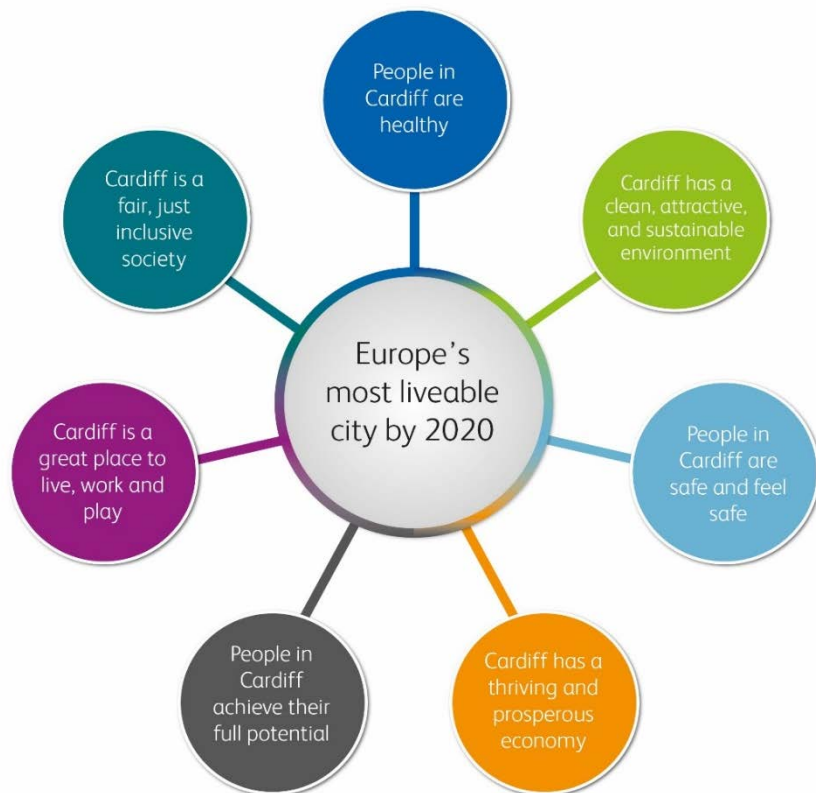 People in
Cardiff are
healthy
Cardiff has a
clean, attractive,
and sustainable
environment
People in
Cardiff are
safe and feel
safe
Cardiff has a
thriving and
prosperous
economy
People in
Cardiff
achieve their
full potential
Cardiff is a
great place to
live, work and
play
Cardiff is a
fair, just
inclusive
society
Europe's
most liveable
city by 2020